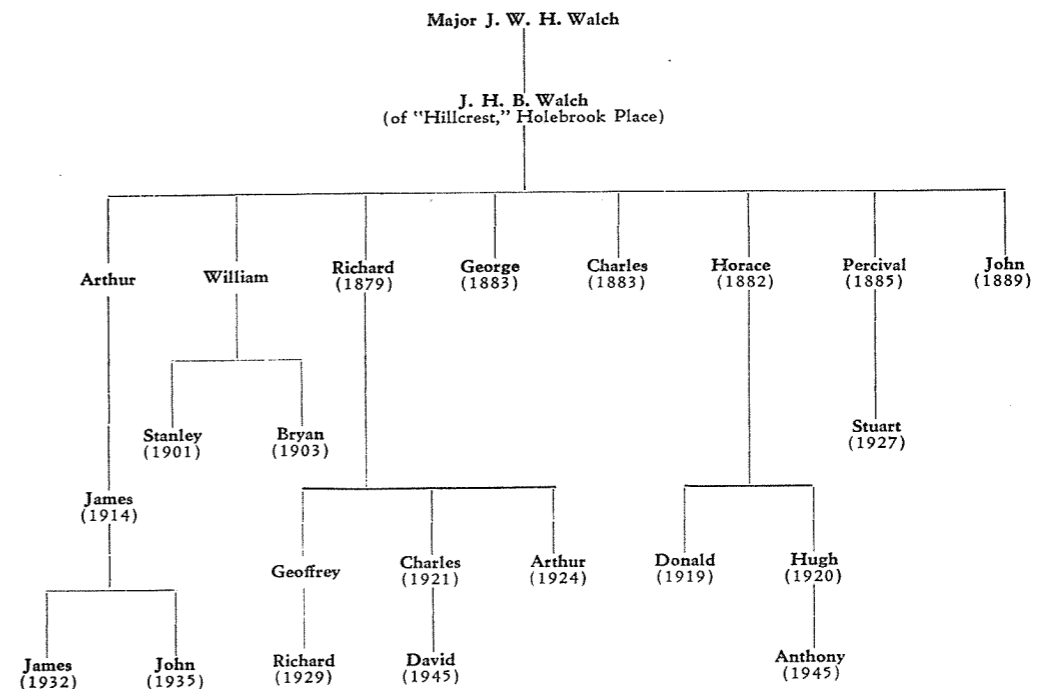 Major J. W. H. Walch
J. H. B. Walch
(of "Hillcrest," Holebrook Place)
Arthur
William
Richard
(1879)
George
(1883)
Charles
(1883)
Horace
(1882)
Percival
(1885)
John
(1889)
Stanley
(1901)
Bryan
(1903)
Stuart
(1927)
James
(1914)
Geoffrey
Charles
(1921)
Arthur
(1924)
Donald
(1919)
Hugh
(1920)
James
(1932)
John
(1935)
Richard
(1929)
David
(1945)
Anthony
(1945)